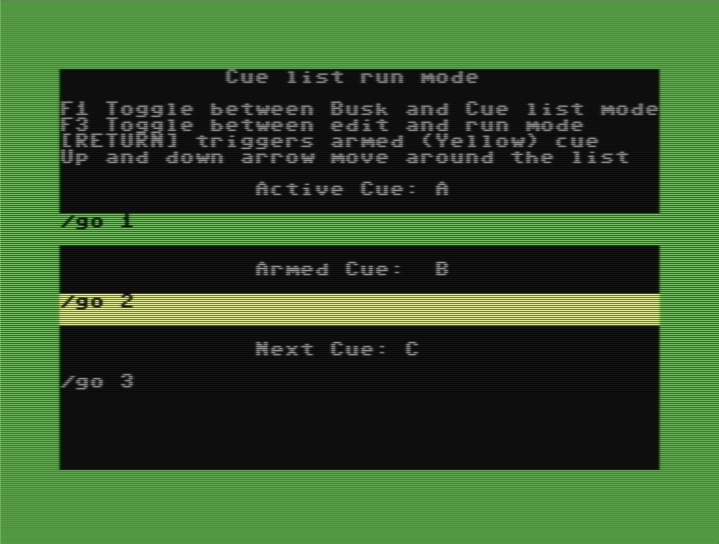 Cue list run mode
F1 Toggle between Busk and Cue list mode
F3 Toggle between edit and run mode
[RETURN] triggers armed (Yellow) cue
Up and down arrow move around the list
Active Cue: A
/go 1
Armed Cue: B
/go 2
Next Cue: C
/go 3